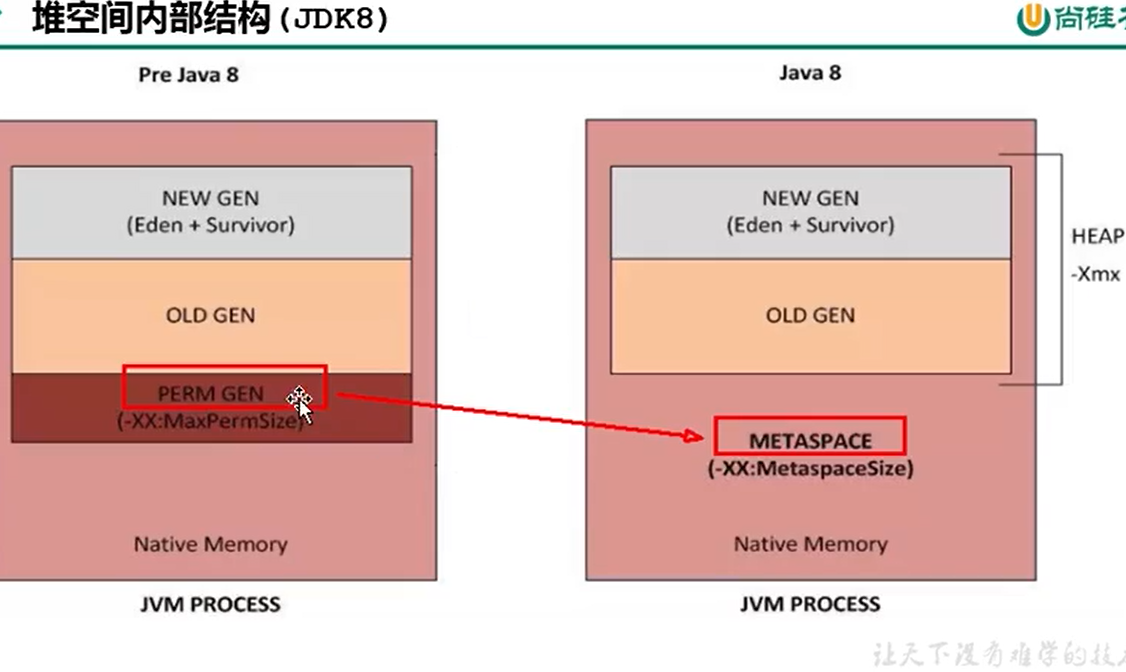 堆空间内部结构(JDK8)
尚硅
Pre Java 8
Java 8
NEW GEN
(Eden + Survivor)
OLD GEN
PERM GEN
(-XX:MaxPermSize)
Native Memory
JVM PROCESS
NEW GEN
(Eden + Survivor)
OLD GEN
HEAP
-Xmx
METASPACE
(-XX:MetaspaceSize)
Native Memory
JVM PROCESS
让天下没有难学的技